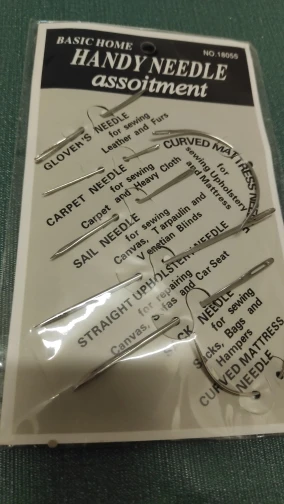 BASIC HOME
NO.18055
HANDY NEEDLE
assoitment
GLOVER'S NEEDLE
for sewing
Leather and Furs
CARPET NEEDLE
for sewing
Carpet and Heavy Cloth
SAIL NEEDLE
for sewing
Canvas, Tarpaulin and
Venetian Blinds
STRAIGHT UPHOLSTERY NEEDLE
for repairing
Canvas, and Car Seat
CURVED MATTRESS
for
sewing Upholstery
and Mattress
NEEDLE
for sewing
Sacks, Bags and
Hampers
CURVED MATTRESS
NEEDLE